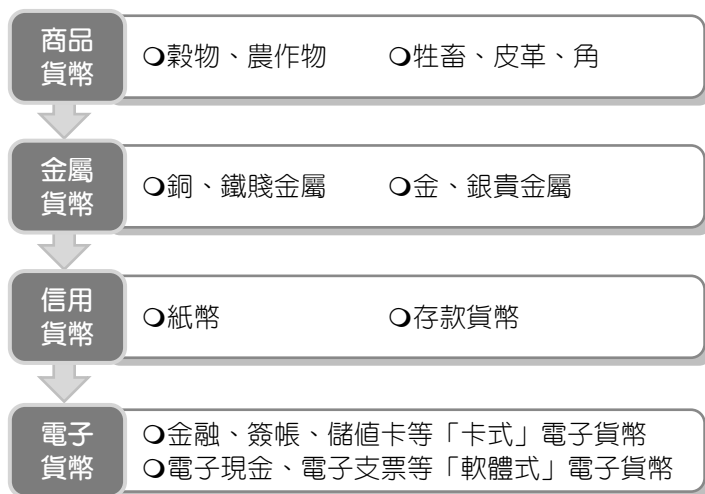 商品
貨幣
❍穀物、農作物 ❍牲畜、皮革、角
金屬
貨幣
❍銅、鐵賤金屬 ❍金、銀貴金屬
信用
貨幣
❍紙幣 ❍存款貨幣
電子
貨幣
❍金融、簽帳、儲值卡等「卡式」電子貨幣
❍電子現金、電子支票等「軟體式」電子貨幣